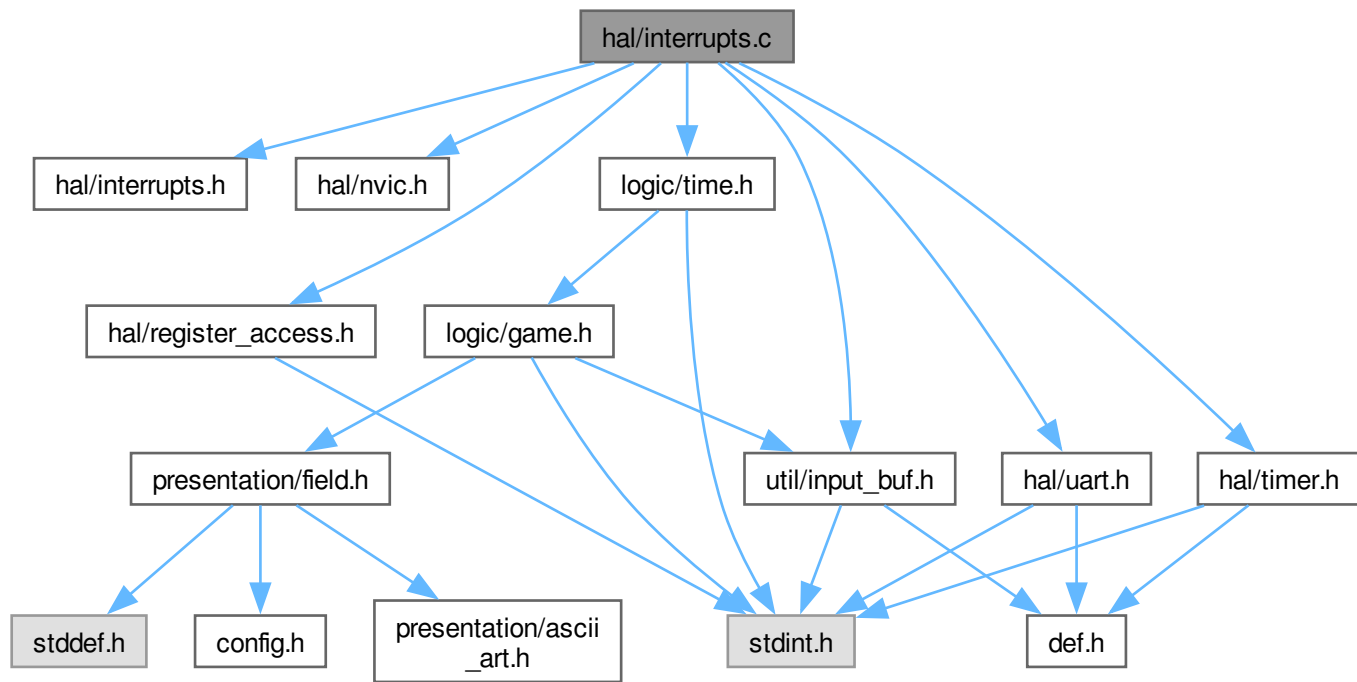 hal/interrupts.c
hal/interrupts.h
hal/nvic.h
logic/time.h
hal/register_access.h
logic/game.h
presentation/field.h
util/input_buf.h
hal/uart.h
hal/timer.h
stddef.h
config.h
presentation/ascii
_art.h
stdint.h
def.h